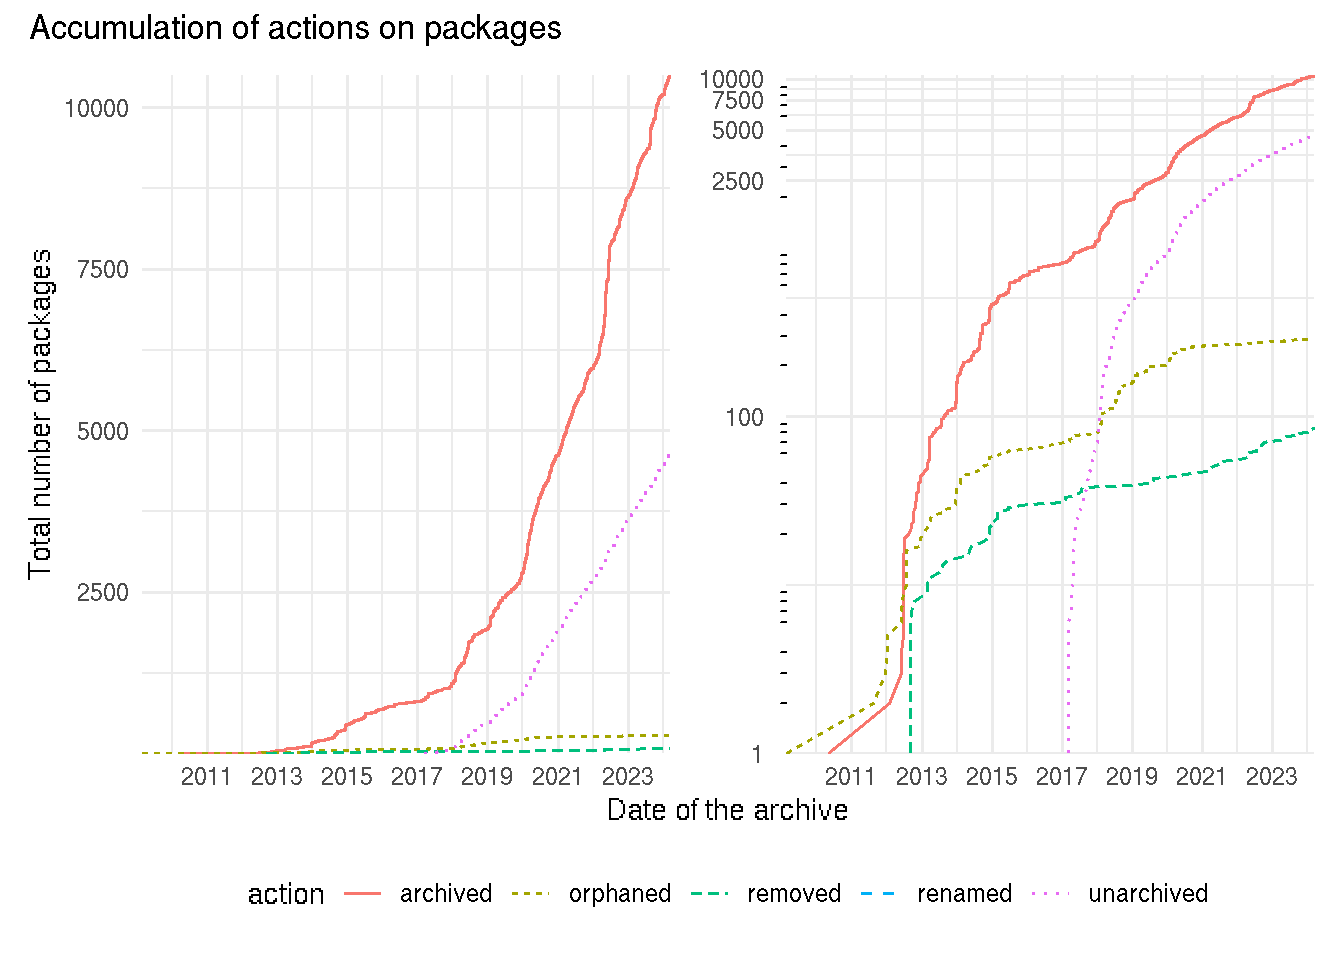 Accumulation of actions on packages
Total number of packages
10000
7500
5000
2500
2011 2013 2015 2017 2019 2021 2023
10000
7500
5000
2500
100
1
2011 2013 2015 2017 2019 2021 2023
Date of the archive
action archived orphaned removed renamed unarchived